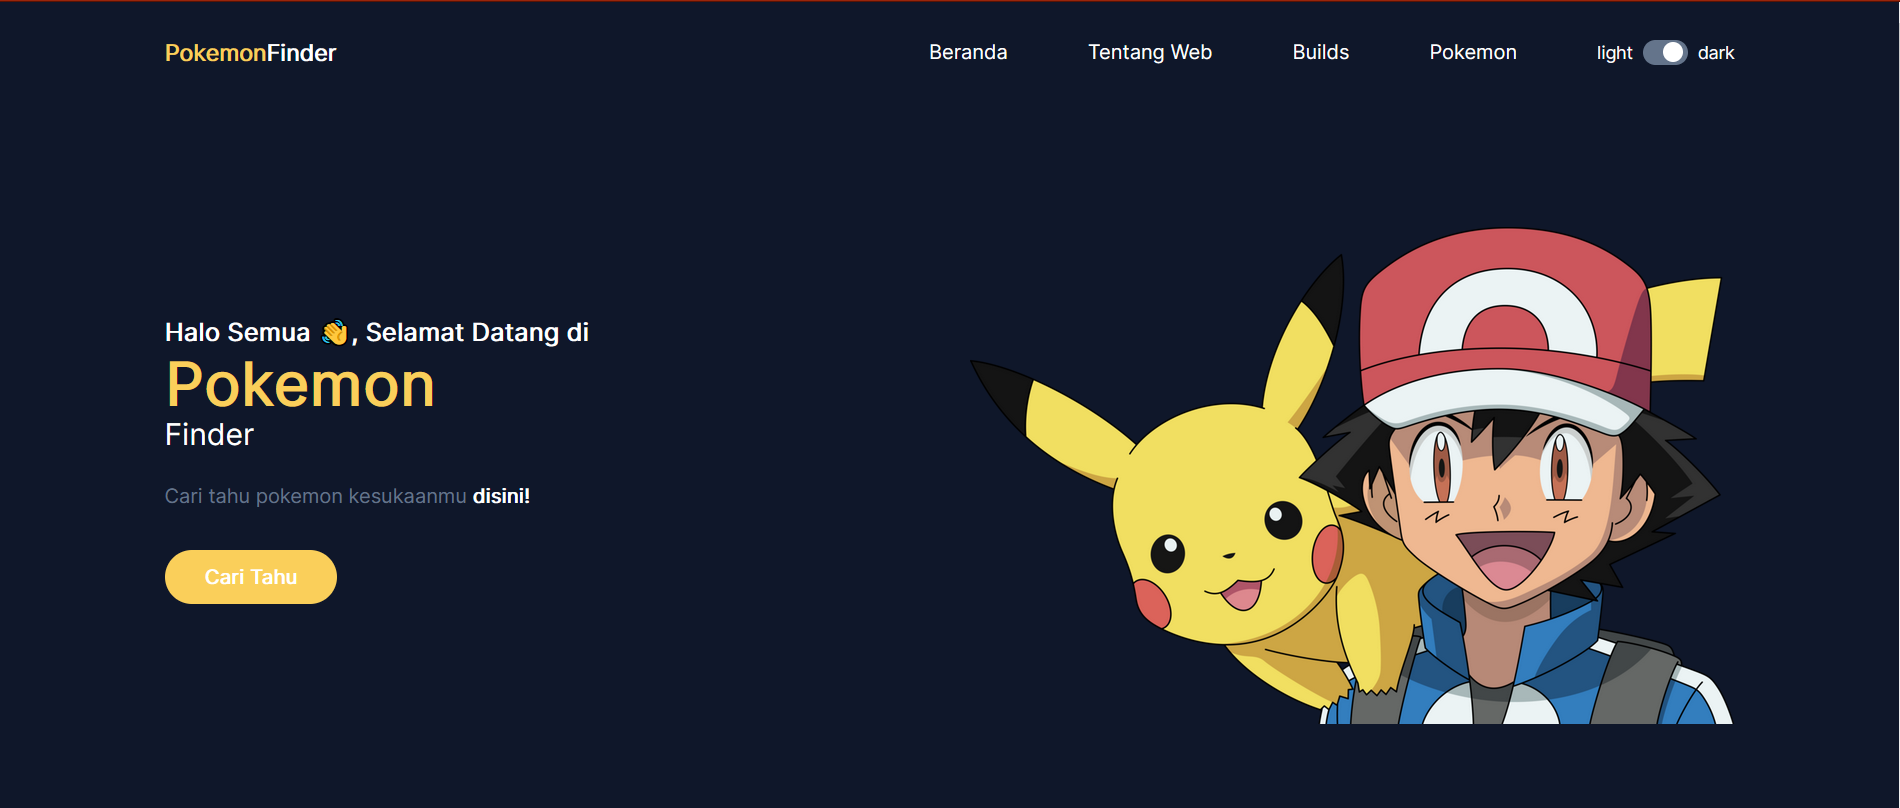 PokemonFinder
Beranda
Tentang Web
Builds
Pokemon
light
dark
Halo Semua 👋, Selamat Datang di
Pokemon
Finder
Cari tahu pokemon kesukaanmu disini!
Cari Tahu